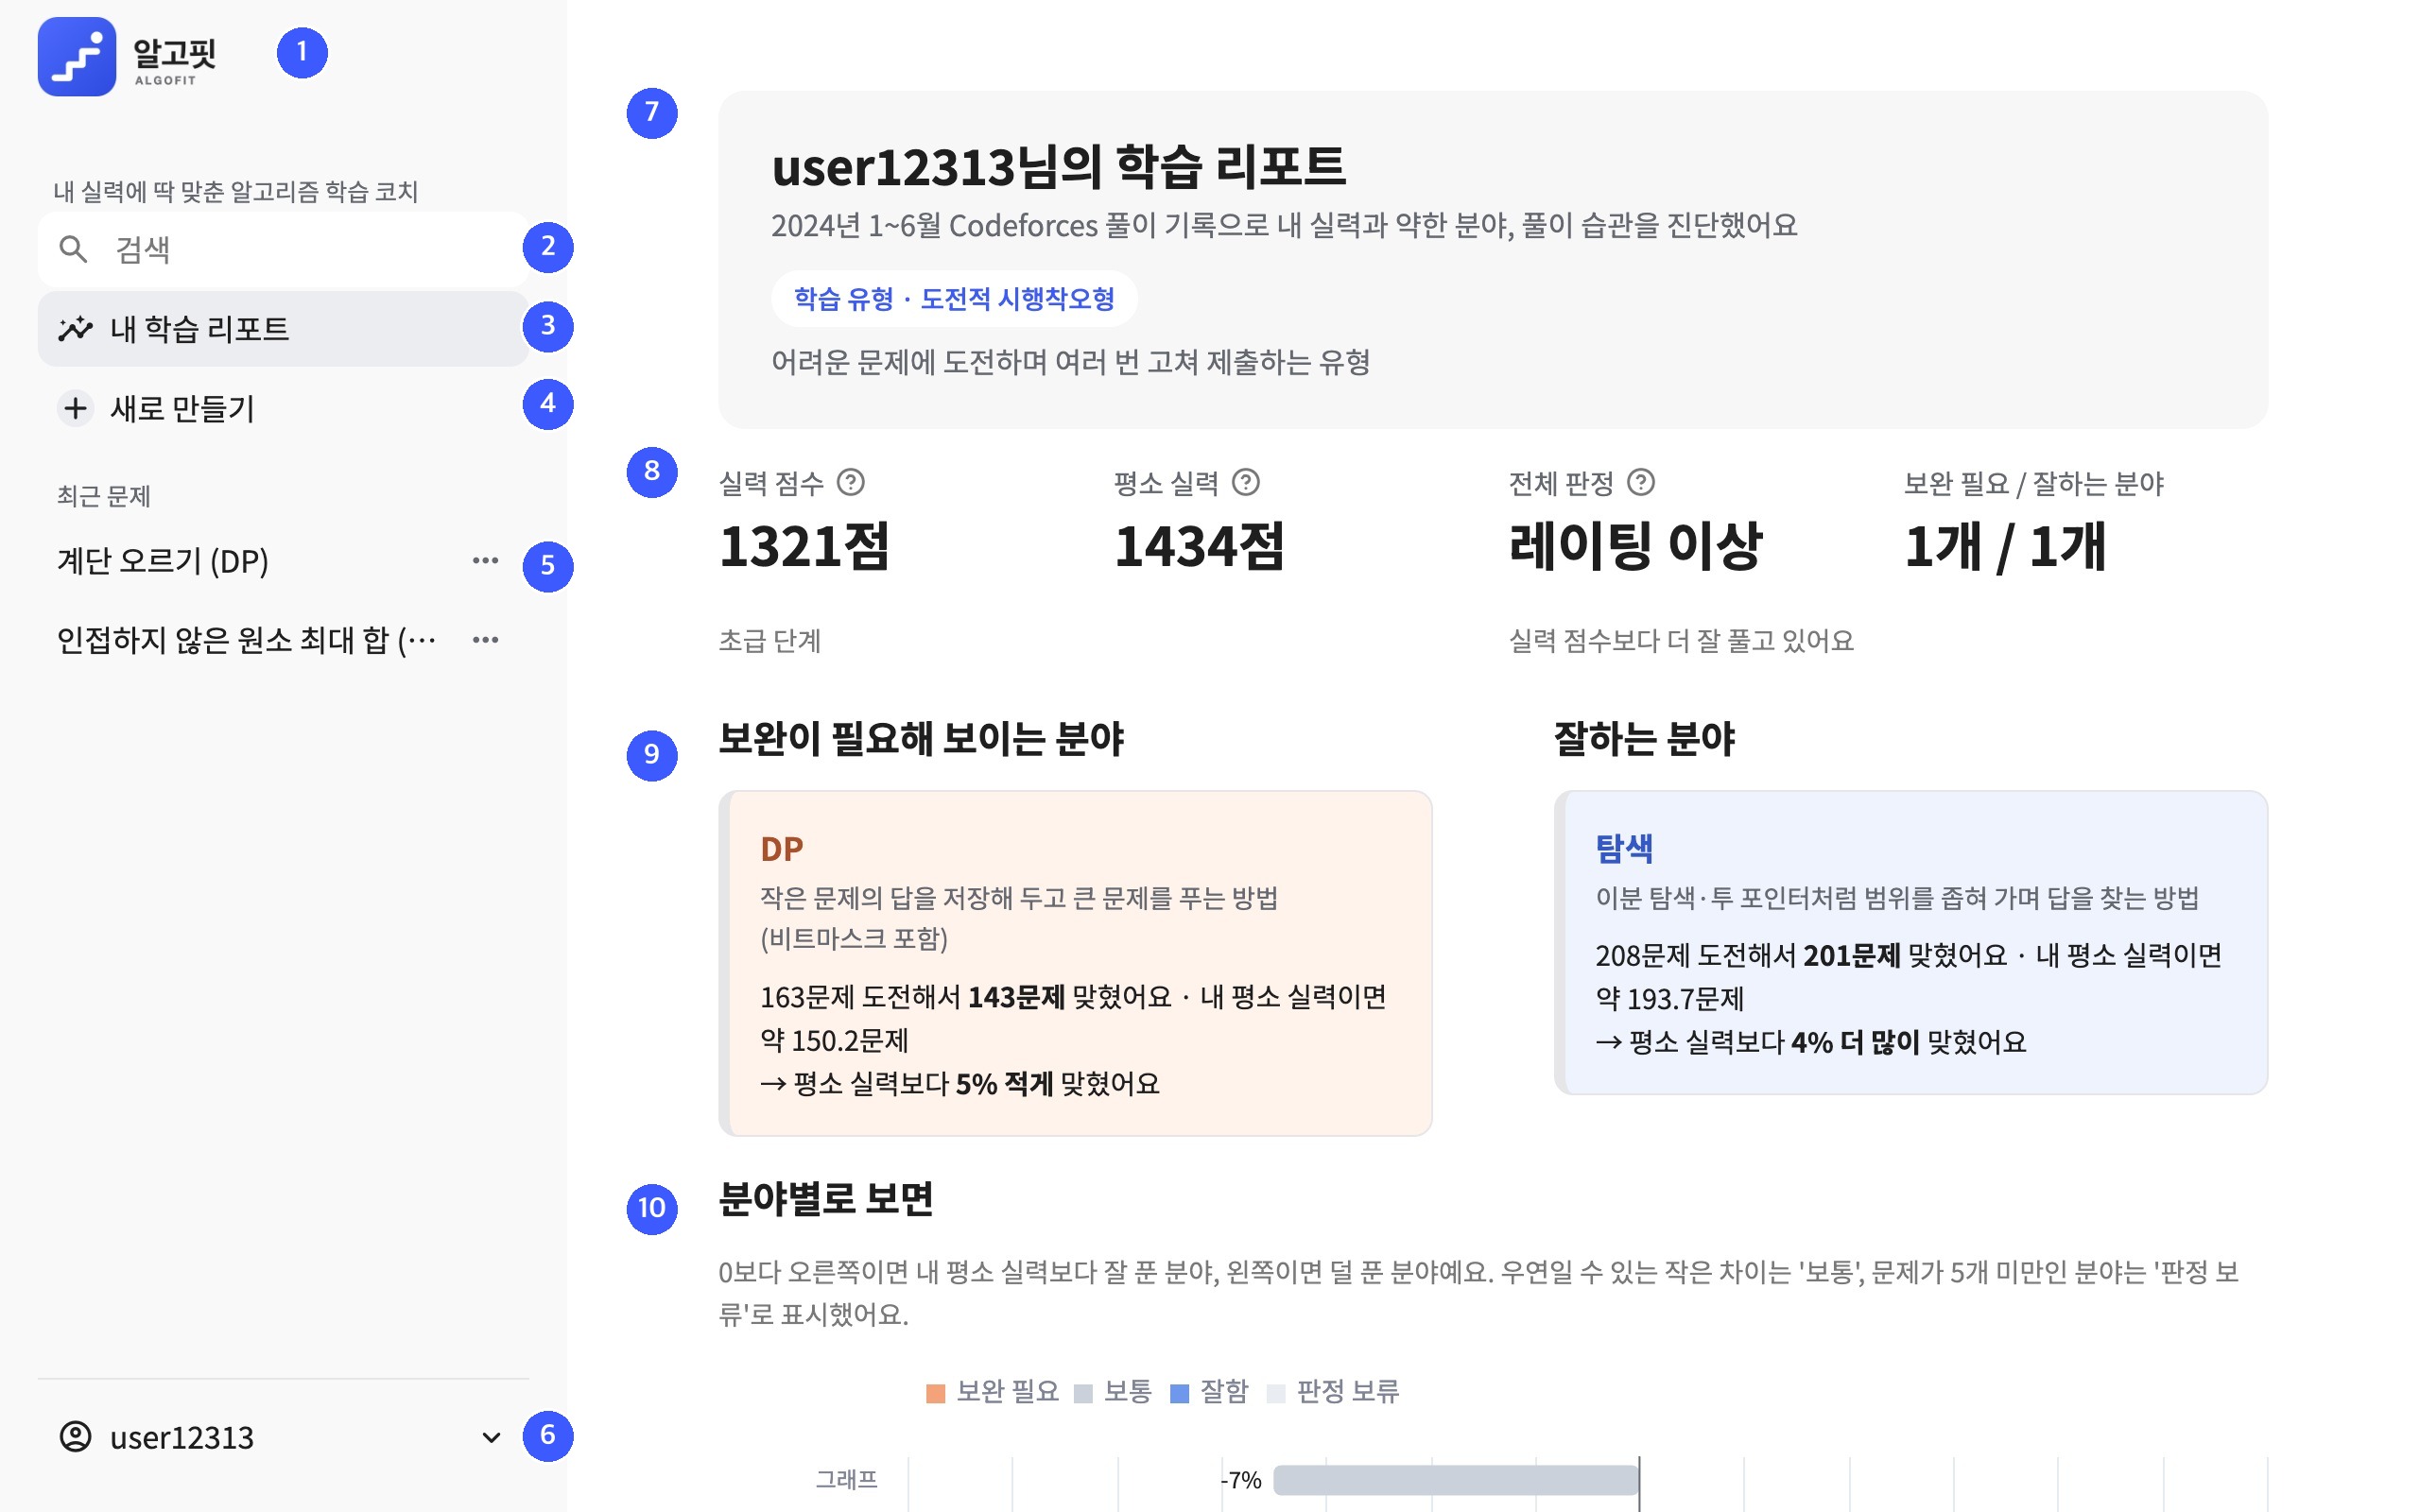 알고핏
ALGOFIT
1
내 실력에 딱 맞춘 알고리즘 학습 코치
검색
2
내 학습 리포트
3
새로 만들기
4
최근 문제
계단 오르기 (DP)
5
인접하지 않은 원소 최대 합 (…
user12313
6
7
user12313님의 학습 리포트
2024년 1~6월 Codeforces 풀이 기록으로 내 실력과 약한 분야, 풀이 습관을 진단했어요
학습 유형 · 도전적 시행착오형
어려운 문제에 도전하며 여러 번 고쳐 제출하는 유형
8
실력 점수 ?
1321점
초급 단계
평소 실력 ?
1434점
전체 판정 ?
레이팅 이상
실력 점수보다 더 잘 풀고 있어요
보완 필요 / 잘하는 분야
1개 / 1개
9
보완이 필요해 보이는 분야
DP
작은 문제의 답을 저장해 두고 큰 문제를 푸는 방법
(비트마스크 포함)
163문제 도전해서 143문제 맞혔어요 · 내 평소 실력이면
약 150.2문제
→ 평소 실력보다 5% 적게 맞혔어요
잘하는 분야
탐색
이분 탐색·투 포인터처럼 범위를 좁혀 가며 답을 찾는 방법
208문제 도전해서 201문제 맞혔어요 · 내 평소 실력이면
약 193.7문제
→ 평소 실력보다 4% 더 많이 맞혔어요
10
분야별로 보면
0보다 오른쪽이면 내 평소 실력보다 잘 푼 분야, 왼쪽이면 덜 푼 분야예요. 우연일 수 있는 작은 차이는 '보통', 문제가 5개 미만인 분야는 '판정 보
류'로 표시했어요.
보완 필요 보통 잘함 판정 보류
그래프 -7%